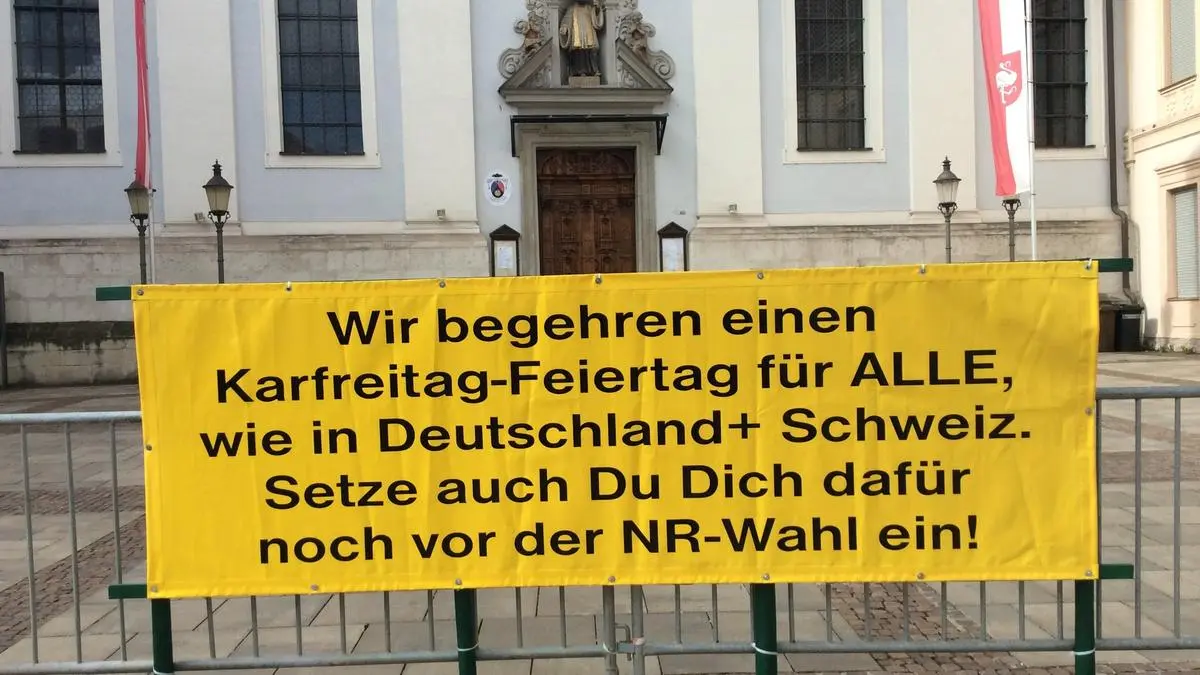 Wir begehren einen
Karfreitag-Feiertag für ALLE,
wie in Deutschland+ Schweiz.
Setze auch Du Dich dafür
noch vor der NR-Wahl ein!